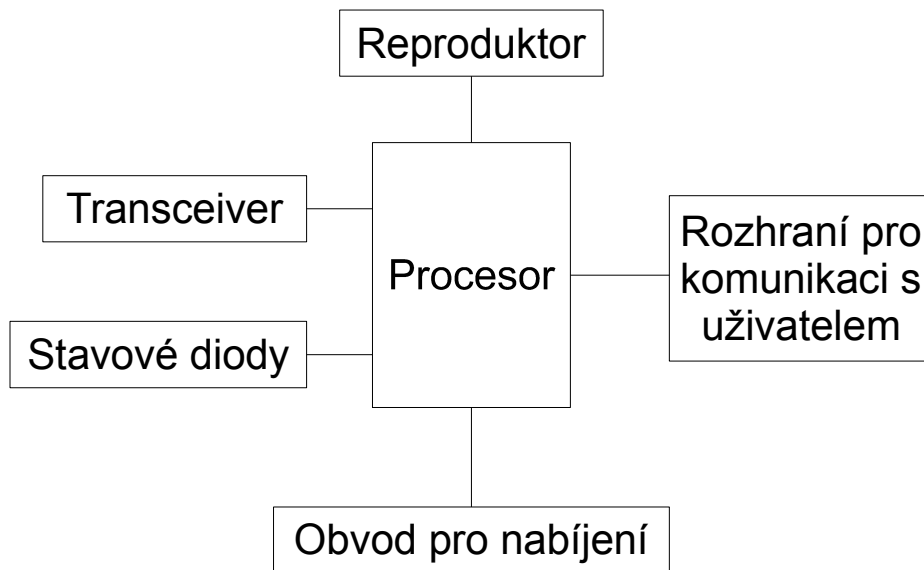 Reproduktor
Transceiver
Procesor
Rozhraní pro
komunikaci s
uživatelem
Stavové diody
Obvod pro nabíjení